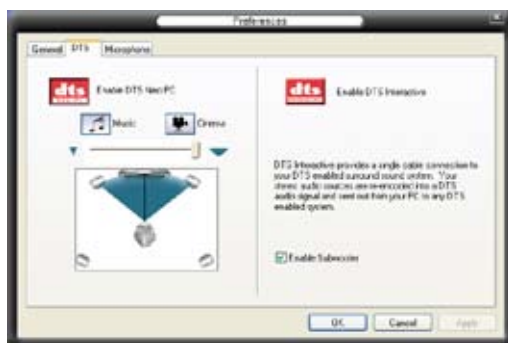 Preferences
General DTS Microphone
dts Enable DTS Neo:PC
Music Cinema
dts Enable DTS Interactive
DTS Interactive provides a single cable connection to
your DTS enabled surround sound system. Your
stereo audio sources are re-encoded into a DTS
audio signal and sent out from your PC to any DTS
enabled system.
Enable Subwoofer
OK Cancel Apply